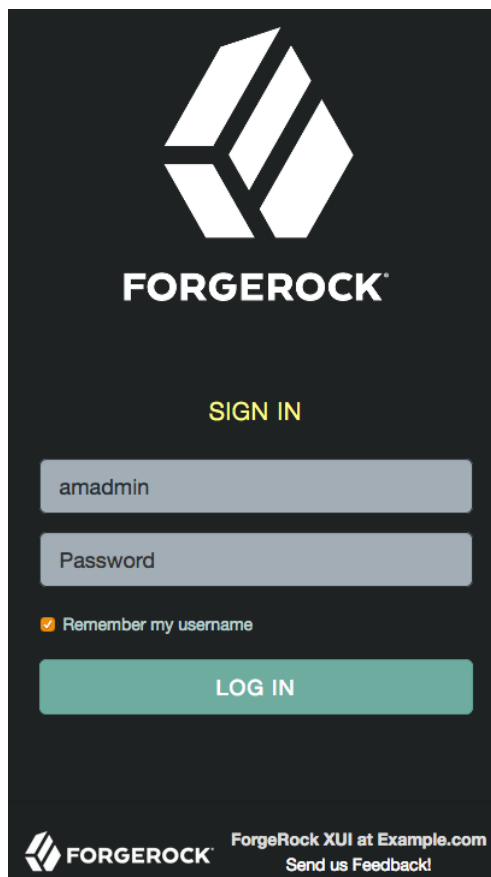 FORGEROCK®
SIGN IN
amadmin
Password
Remember my username
LOG IN
FORGEROCK®
ForgeRock XUI at Example.com
Send us Feedback!